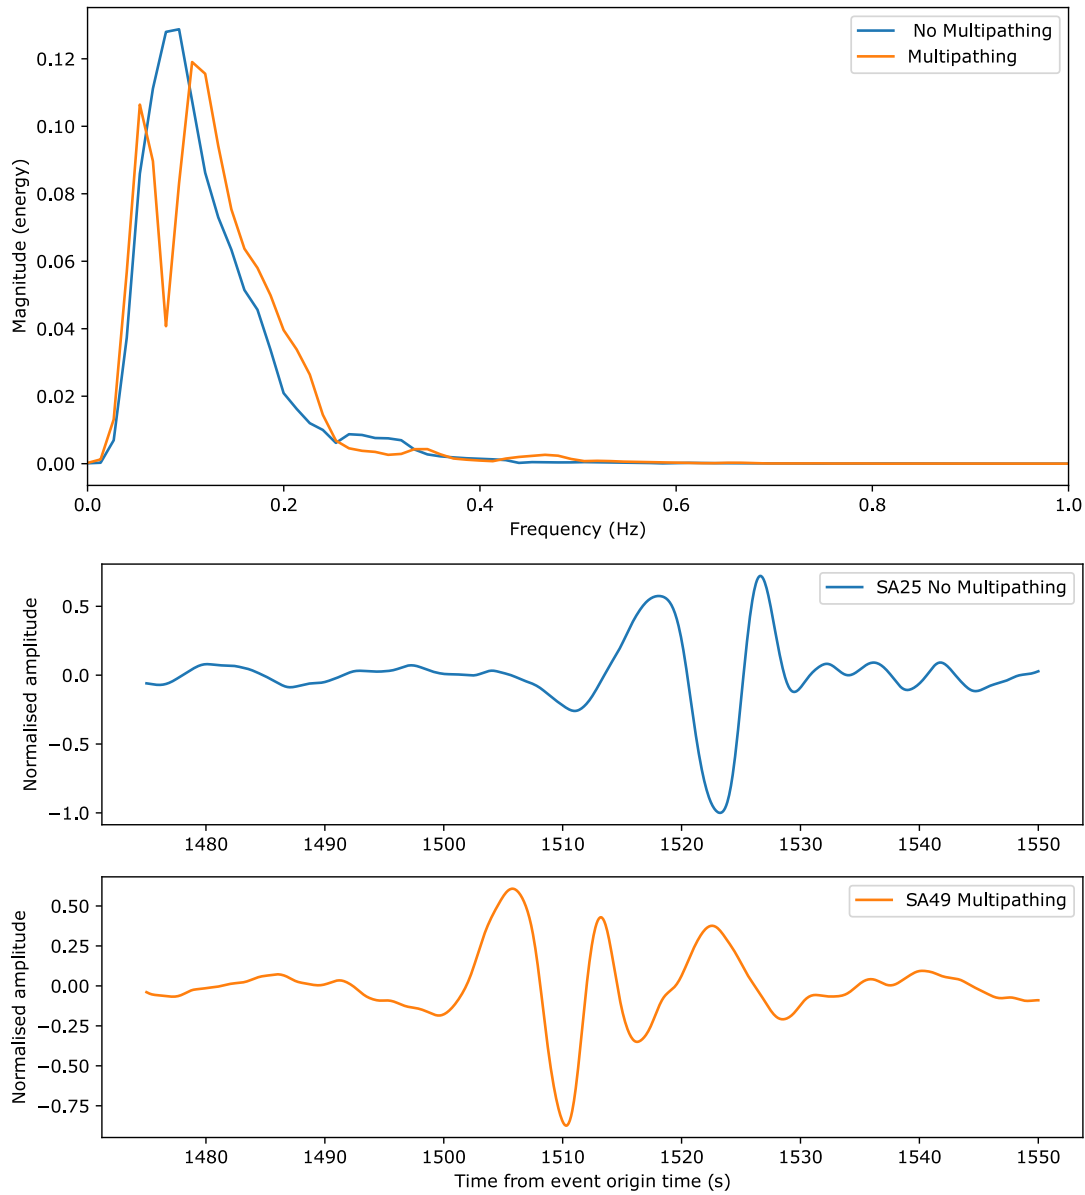 No Multipathing
Multipathing
Magnitude (energy)
0.12
0.10
0.08
0.06
0.04
0.02
0.00
0.0 0.2 0.4 0.6 0.8 1.0
Frequency (Hz)
SA25 No Multipathing
Normalised amplitude
0.5
0.0
−0.5
−1.0
1480 1490 1500 1510 1520 1530 1540 1550
SA49 Multipathing
Normalised amplitude
0.50
0.25
0.00
−0.25
−0.50
−0.75
1480 1490 1500 1510 1520 1530 1540 1550
Time from event origin time (s)